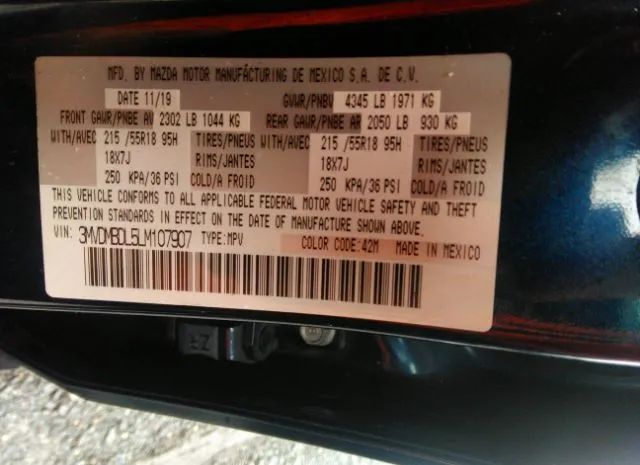 MFD. BY MAZDA MOTOR MANUFACTURING DE MEXICO S.A. DE C.V.
DATE 11/19 GVWR/PNBV 4345 LB 1971 KG
FRONT GAWR/PNBE AV 2302 LB 1044 KG REAR GAWR/PNBE AR 2050 LB 930 KG
WITH/AVEC 215 /55R18 95H TIRES/PNEUS WITH/AVEC 215 /55R18 95H TIRES/PNEUS
18X7J RIMS/JANTES 18X7J RIMS/JANTES
250 KPA/36 PSI COLD/A FROID 250 KPA/36 PSI COLD/A FROID
THIS VEHICLE CONFORMS TO ALL APPLICABLE FEDERAL MOTOR VEHICLE SAFETY AND THEFT
PREVENTION STANDARDS IN EFFECT ON THE DATE OF MANUFACTURE SHOWN ABOVE.
VIN: 3MVDMBDL5LM107907 TYPE:MPV COLOR CODE:42M MADE IN MEXICO